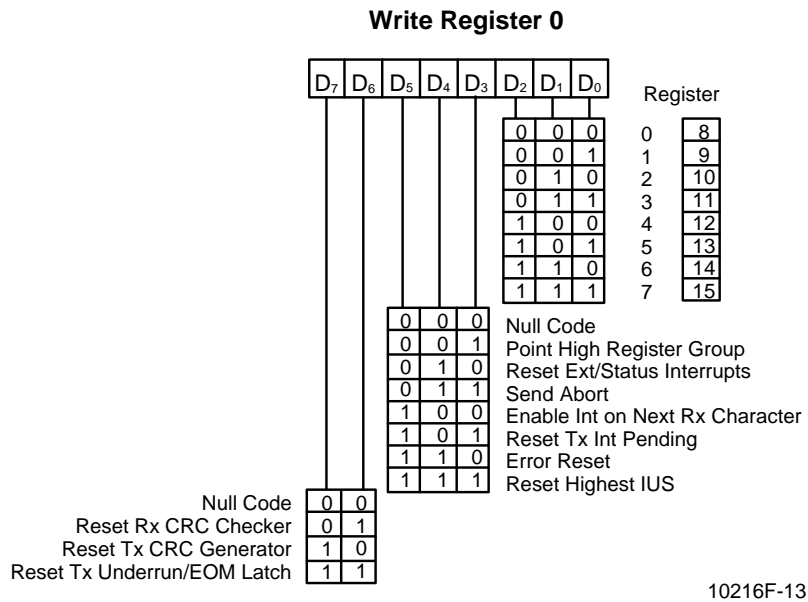 Write Register 0
D₇ D₆ D₅ D₄ D₃ D₂ D₁ D₀
Register
0 0 0 0 8
0 0 1 1 9
0 1 0 2 10
0 1 1 3 11
1 0 0 4 12
1 0 1 5 13
1 1 0 6 14
1 1 1 7 15
0 0 0 Null Code
0 0 1 Point High Register Group
0 1 0 Reset Ext/Status Interrupts
0 1 1 Send Abort
1 0 0 Enable Int on Next Rx Character
1 0 1 Reset Tx Int Pending
1 1 0 Error Reset
1 1 1 Reset Highest IUS
Null Code 0 0
Reset Rx CRC Checker 0 1
Reset Tx CRC Generator 1 0
Reset Tx Underrun/EOM Latch 1 1
10216F-13